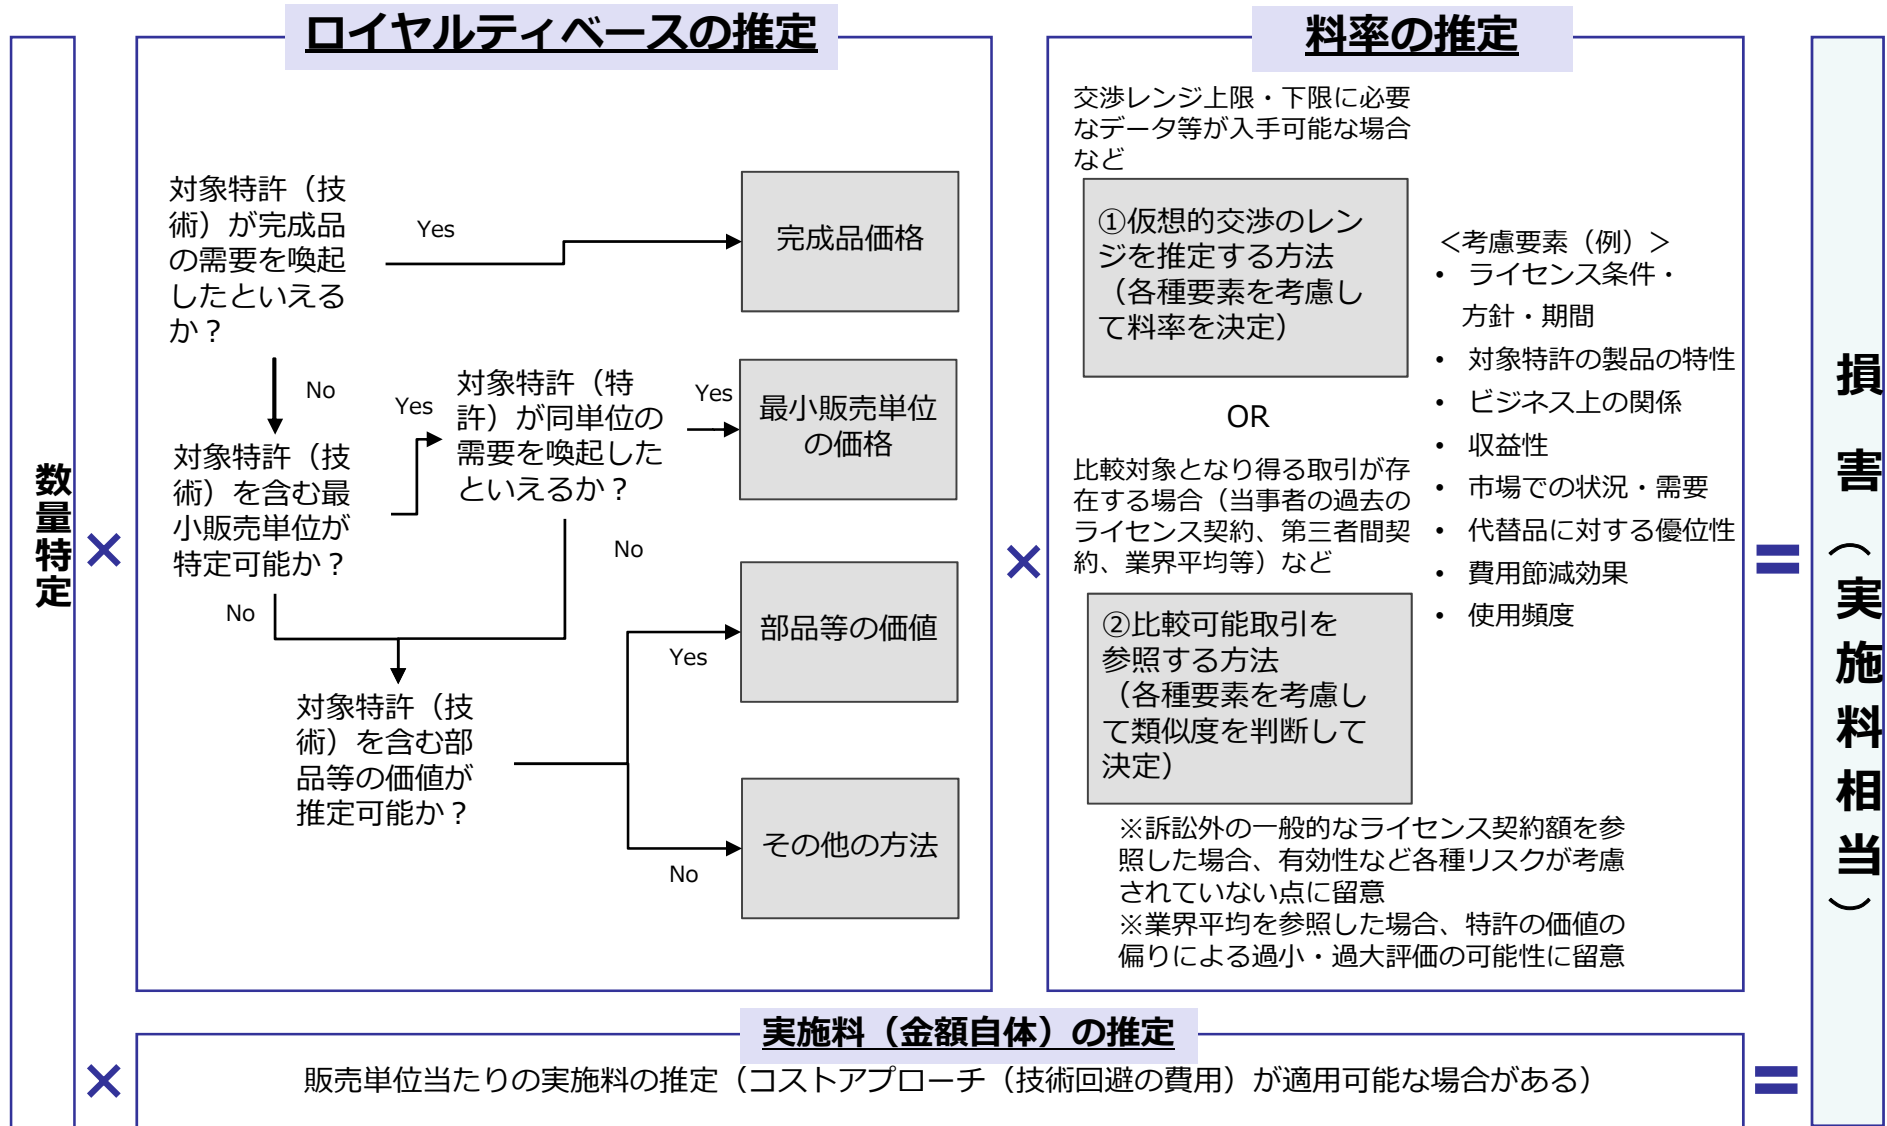 数量特定
×
ロイヤルティベースの推定
対象特許（技
術）が完成品
の需要を喚起
したといえる
か？
Yes
完成品価格
No
対象特許（技
術）を含む最
小販売単位が
特定可能か？
Yes
対象特許（特
許）が同単位の
需要を喚起した
といえるか？
Yes
最小販売単位
の価格
No
No
対象特許（技
術）を含む部
品等の価値が
推定可能か？
Yes
部品等の価値
No
その他の方法
×
料率の推定
交渉レンジ上限・下限に必要
なデータ等が入手可能な場合
など
①仮想的交渉のレン
ジを推定する方法
（各種要素を考慮し
て料率を決定）
OR
比較対象となり得る取引が存
在する場合（当事者の過去の
ライセンス契約、第三者間契
約、業界平均等）など
②比較可能取引を
参照する方法
（各種要素を考慮し
て類似度を判断して
決定）
＜考慮要素（例）＞
• ライセンス条件・
方針・期間
• 対象特許の製品の特性
• ビジネス上の関係
• 収益性
• 市場での状況・需要
• 代替品に対する優位性
• 費用節減効果
• 使用頻度
※訴訟外の一般的なライセンス契約額を参
照した場合、有効性など各種リスクが考慮
されていない点に留意
※業界平均を参照した場合、特許の価値の
偏りによる過小・過大評価の可能性に留意
＝
損害（実施料相当）
×
実施料（金額自体）の推定
販売単位当たりの実施料の推定（コストアプローチ（技術回避の費用）が適用可能な場合がある）
＝